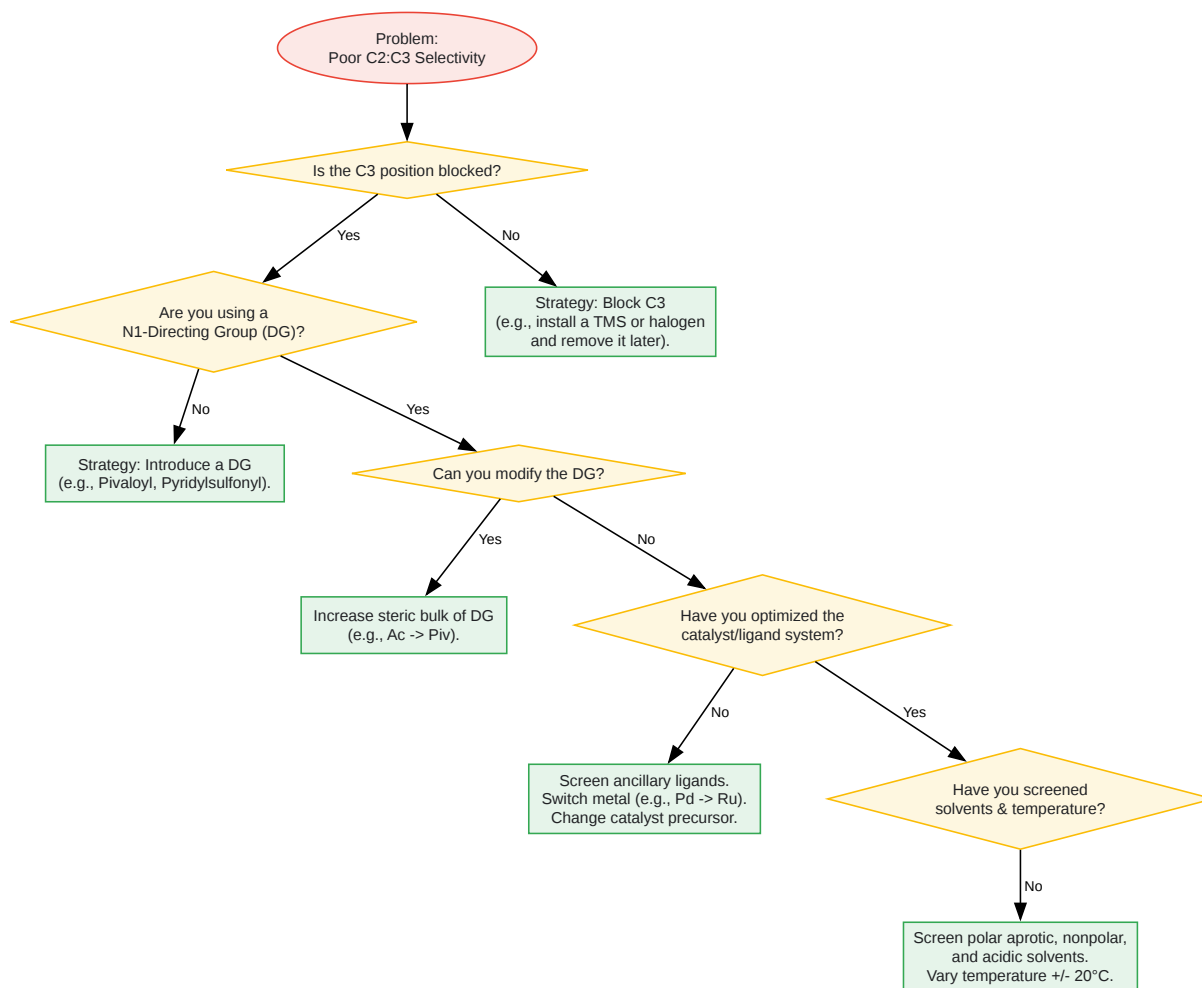 Problem:
Poor C2:C3 Selectivity
Is the C3 position blocked?
Yes
No
Are you using a
N1-Directing Group (DG)?
Strategy: Block C3
(e.g., install a TMS or halogen
and remove it later).
No
Yes
Strategy: Introduce a DG
(e.g., Pivaloyl, Pyridylsulfonyl).
Can you modify the DG?
Yes
No
Increase steric bulk of DG
(e.g., Ac -> Piv).
Have you optimized the
catalyst/ligand system?
No
Yes
Screen ancillary ligands.
Switch metal (e.g., Pd -> Ru).
Change catalyst precursor.
Have you screened
solvents & temperature?
No
Screen polar aprotic, nonpolar,
and acidic solvents.
Vary temperature +/- 20°C.